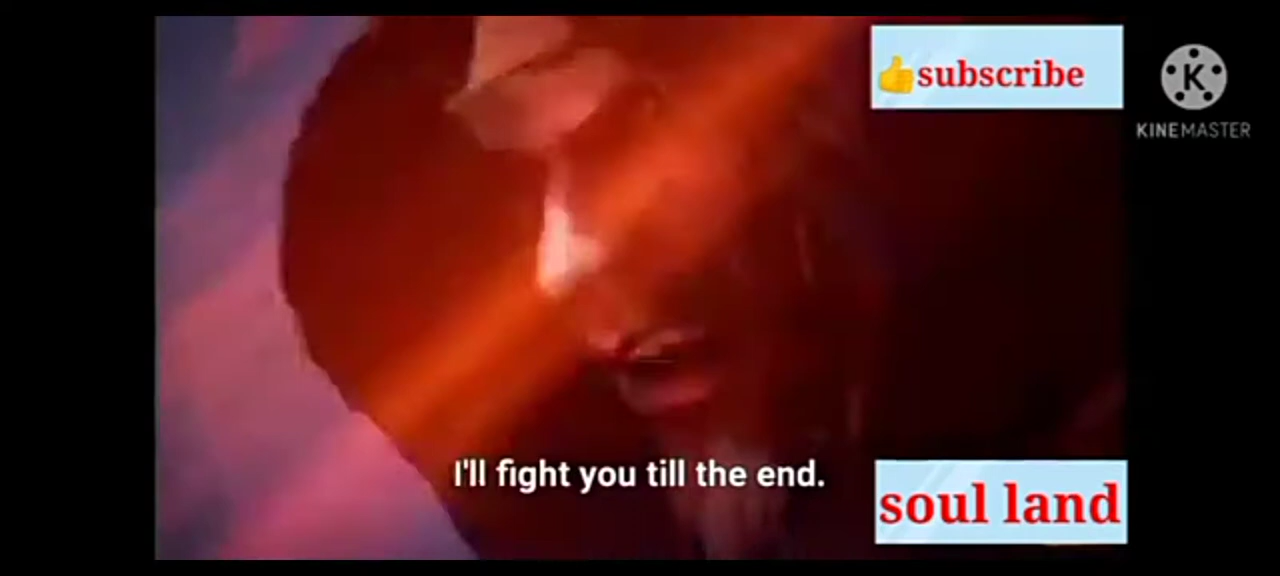 👍subscribe
K
KINEMASTER
I'll fight you till the end.
soul land